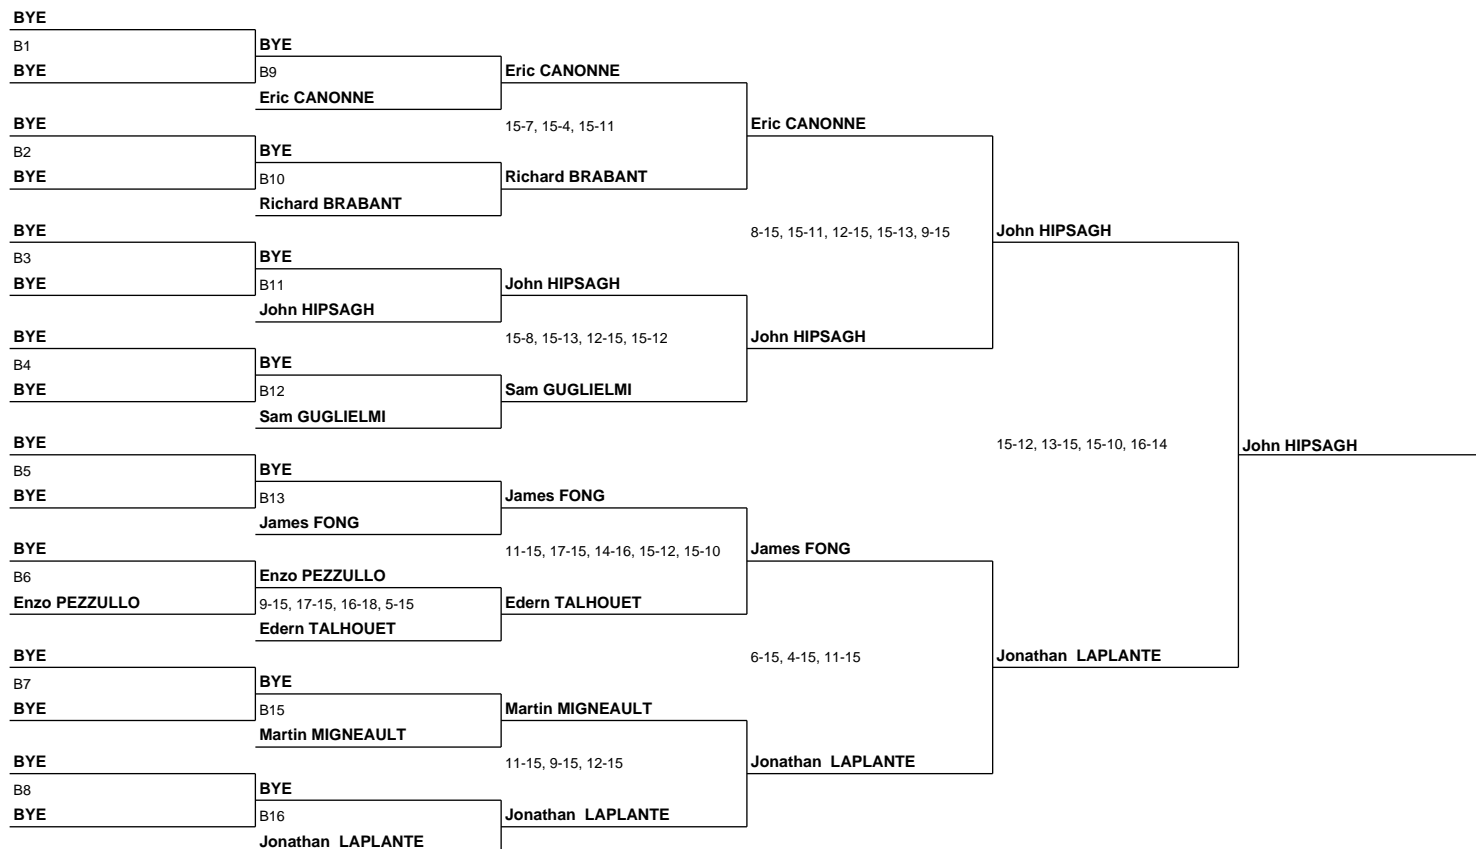 BYE
B1
BYE
BYE
B9
Eric CANONNE
Eric CANONNE
BYE
B2
BYE
BYE
B10
Richard BRABANT
15-7, 15-4, 15-11
Richard BRABANT
Eric CANONNE
BYE
B3
BYE
BYE
B11
John HIPSAGH
John HIPSAGH
8-15, 15-11, 12-15, 15-13, 9-15
John HIPSAGH
BYE
B4
BYE
BYE
B12
Sam GUGLIELMI
15-8, 15-13, 12-15, 15-12
Sam GUGLIELMI
John HIPSAGH
BYE
B5
BYE
BYE
B13
James FONG
James FONG
15-12, 13-15, 15-10, 16-14
John HIPSAGH
BYE
B6
Enzo PEZZULLO
Enzo PEZZULLO
9-15, 17-15, 16-18, 5-15
Edern TALHOUET
11-15, 17-15, 14-16, 15-12, 15-10
Edern TALHOUET
James FONG
BYE
B7
BYE
BYE
B15
Martin MIGNEAULT
Martin MIGNEAULT
6-15, 4-15, 11-15
Jonathan  LAPLANTE
BYE
B8
BYE
BYE
B16
Jonathan  LAPLANTE
11-15, 9-15, 12-15
Jonathan  LAPLANTE
Jonathan  LAPLANTE